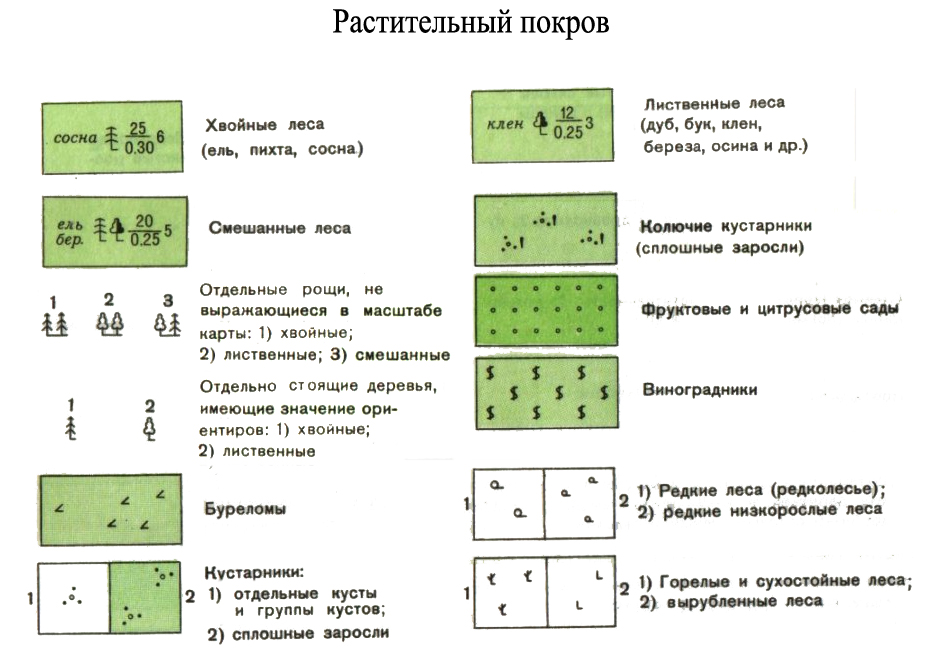 Растительный покров
сосна 25 6
0.30
Хвойные леса
(ель, пихта, сосна)
ель 20 5
бер. 0.25
Смешанные леса
1 2 3
Отдельные рощи, не
выражающиеся в масштабе
карты: 1) хвойные;
2) лиственные; 3) смешанные
1 2
Отдельно стоящие деревья,
имеющие значение ори-
ентиров: 1) хвойные;
2) лиственные
Буреломы
1 2
Кустарники:
1) отдельные кусты
и группы кустов;
2) сплошные заросли
клен 12 3
0.25
Лиственные леса
(дуб, бук, клен,
береза, осина и др.)
Колючие кустарники
(сплошные заросли)
Фруктовые и цитрусовые сады
Виноградники
1 2
1) Редкие леса (редколесье);
2) редкие низкорослые леса
1 2
1) Горелые и сухостойные леса;
2) вырубленные леса